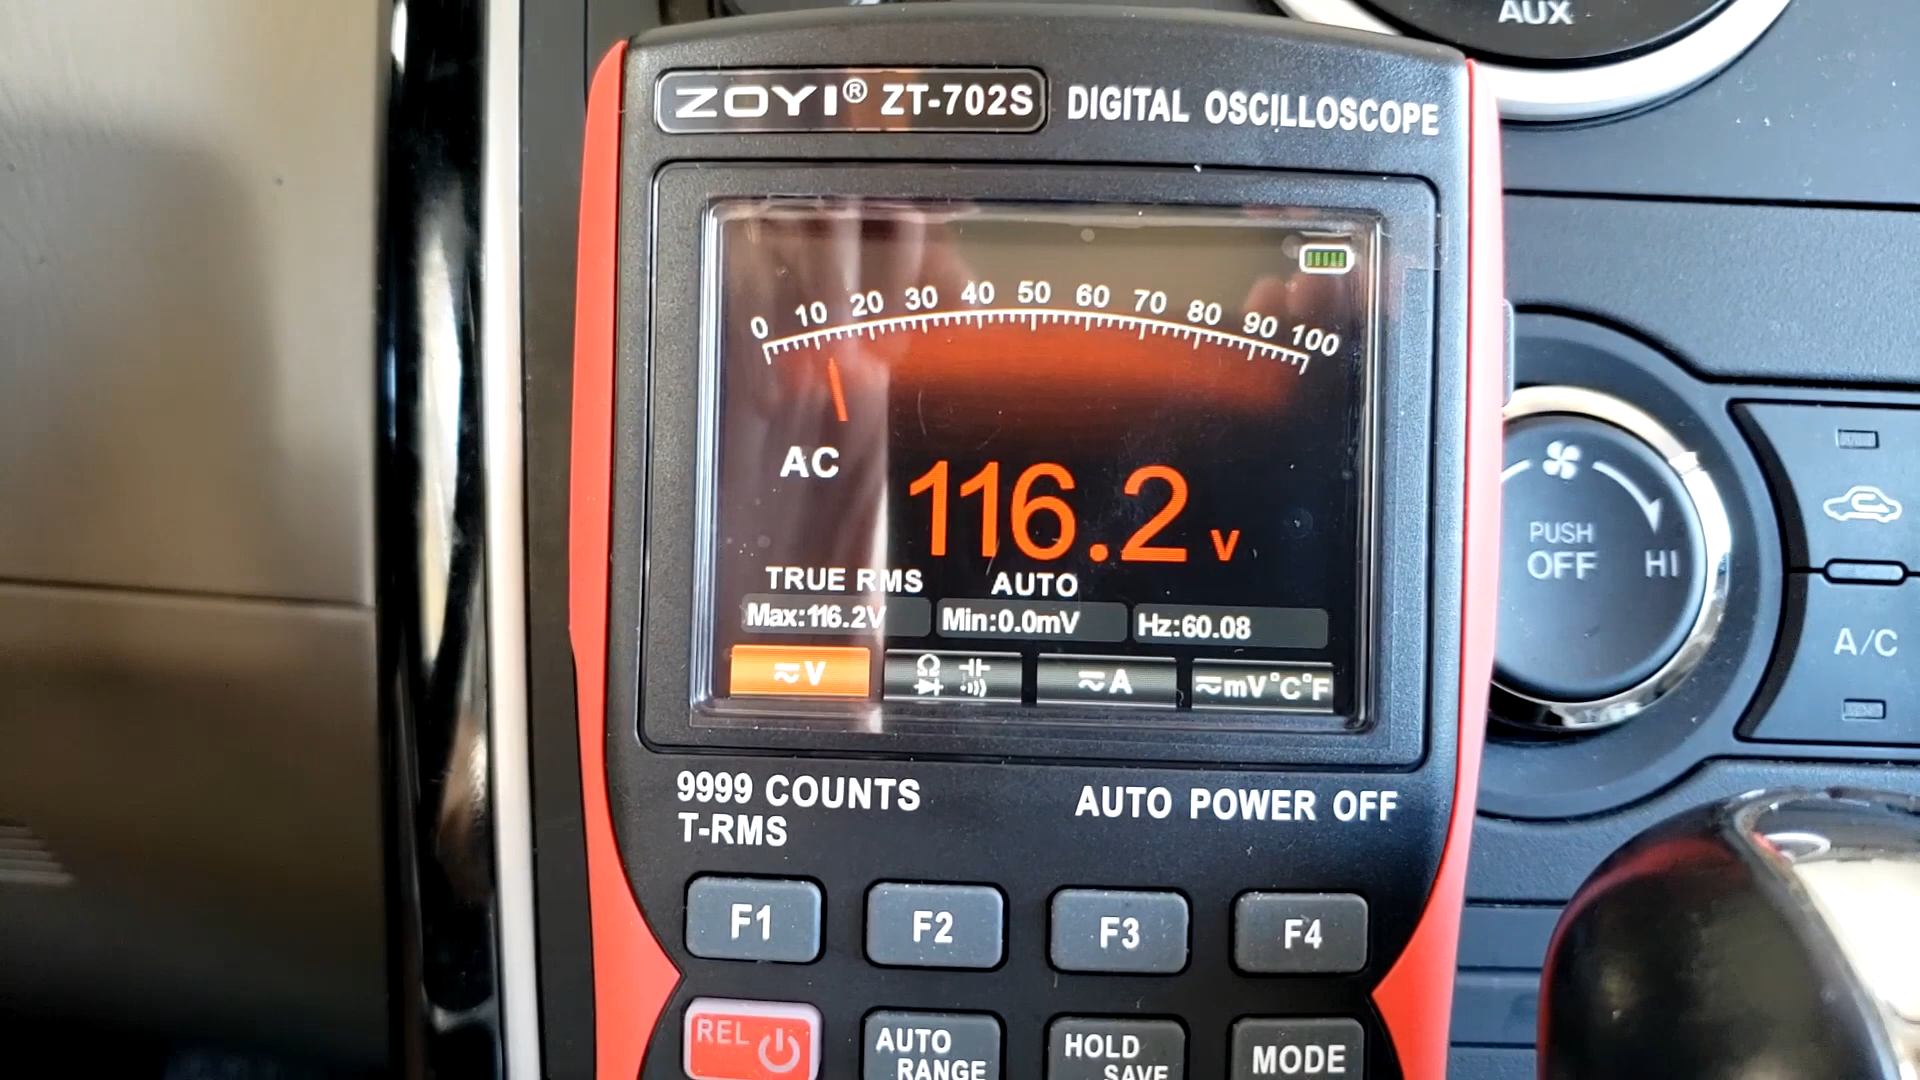 AUX
ZOYI® ZT-702S DIGITAL OSCILLOSCOPE
0 10 20 30 40 50 60 70 80 90 100
AC
116.2 V
TRUE RMS AUTO
Max:116.2V Min:0.0mV Hz:60.08
V Ω A mV°C°F
9999 COUNTS
T-RMS
AUTO POWER OFF
F1 F2 F3 F4
REL
AUTO RANGE
HOLD SAVE
MODE
PUSH
OFF
HI
A/C